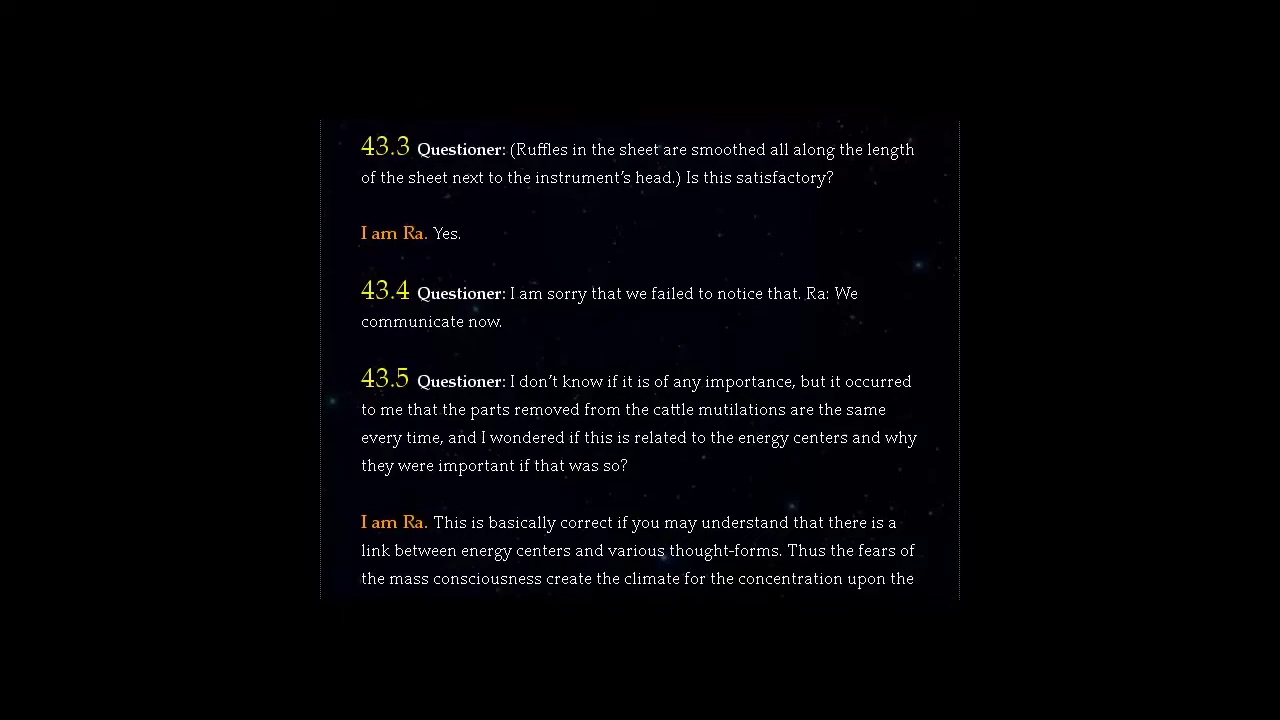 43.3 Questioner: (Ruffles in the sheet are smoothed all along the length
of the sheet next to the instrument's head.) Is this satisfactory?
I am Ra. Yes.
43.4 Questioner: I am sorry that we failed to notice that. Ra: We
communicate now.
43.5 Questioner: I don't know if it is of any importance, but it occurred
to me that the parts removed from the cattle mutilations are the same
every time, and I wondered if this is related to the energy centers and why
they were important if that was so?
I am Ra. This is basically correct if you may understand that there is a
link between energy centers and various thought-forms. Thus the fears of
the mass consciousness create the climate for the concentration upon the